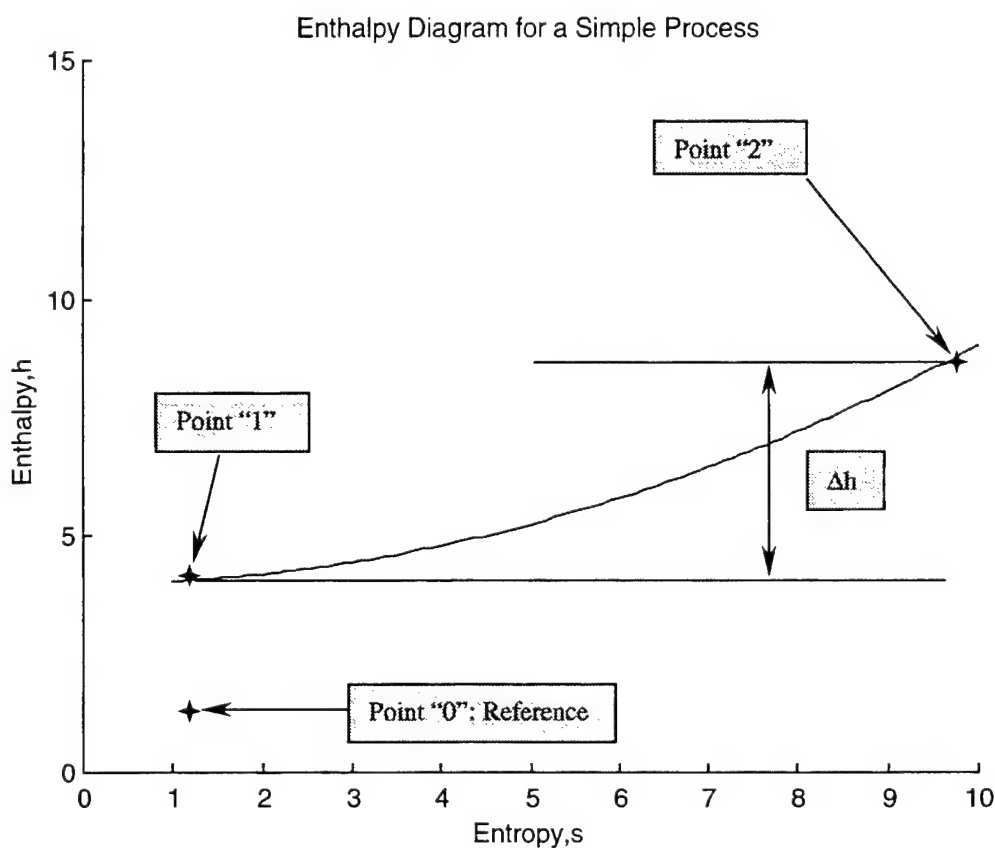 Enthalpy Diagram for a Simple Process
15
10
5
0
Enthalpy,h
Point “2”
Point “1”
Δh
Point “0”: Reference
0 1 2 3 4 5 6 7 8 9 10
Entropy,s